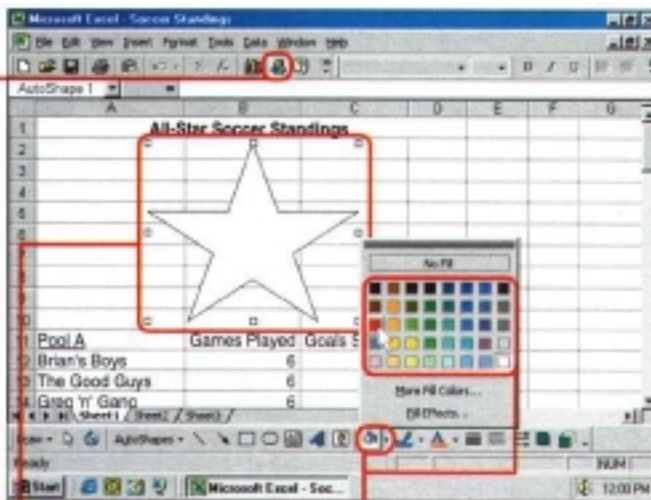 Microsoft Excel - Soccer Standings
File Edit View Insert Format Tools Data Window Help
B I U
AutoShape 1 =
A B C D E F G
1 All-Star Soccer Standings
2
3
4
5
6
7
8
9
10
11 Pool A Games Played Goals
12 Brian's Boys 6
13 The Good Guys 6
14 Greg 'n' Gang 6
No Fill
More Fill Colors...
Fill Effects...
Sheet1 Sheet2 Sheet3
Draw AutoShapes A
Ready NUM
Start Microsoft Excel - Soc... 12:00 PM